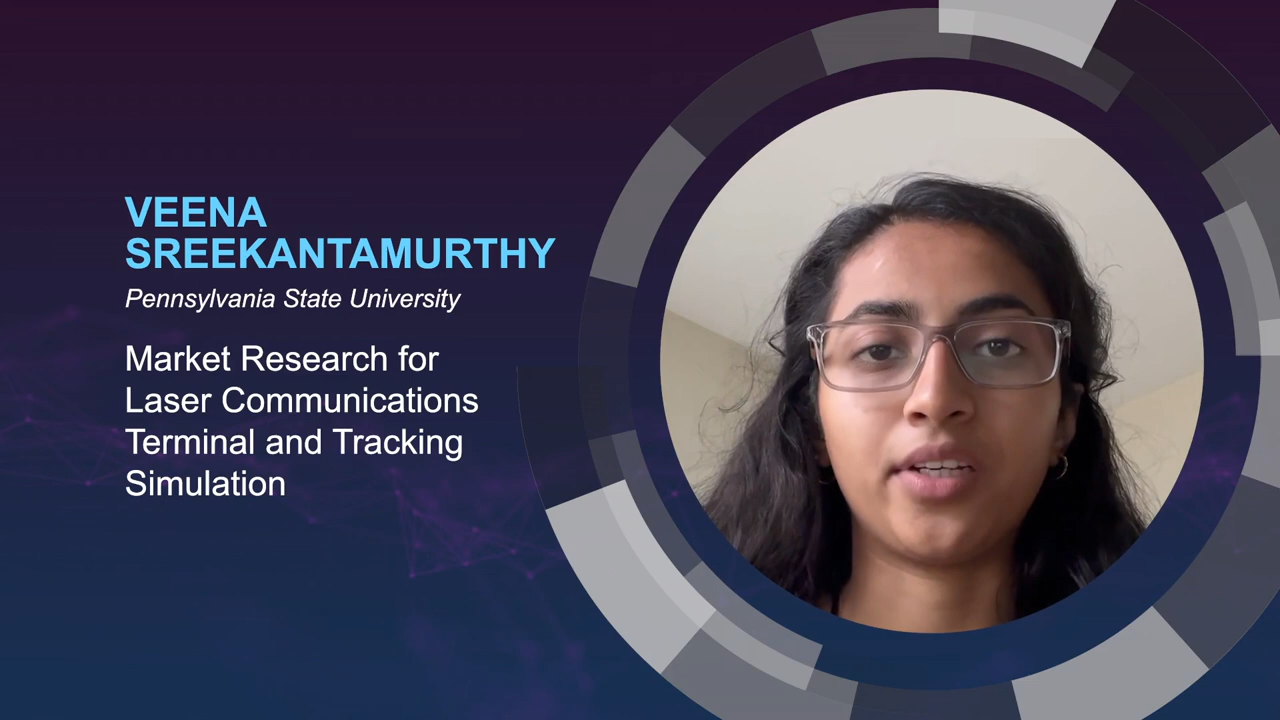 VEENA
SREEKANTAMURTHY
Pennsylvania State University
Market Research for
Laser Communications
Terminal and Tracking
Simulation